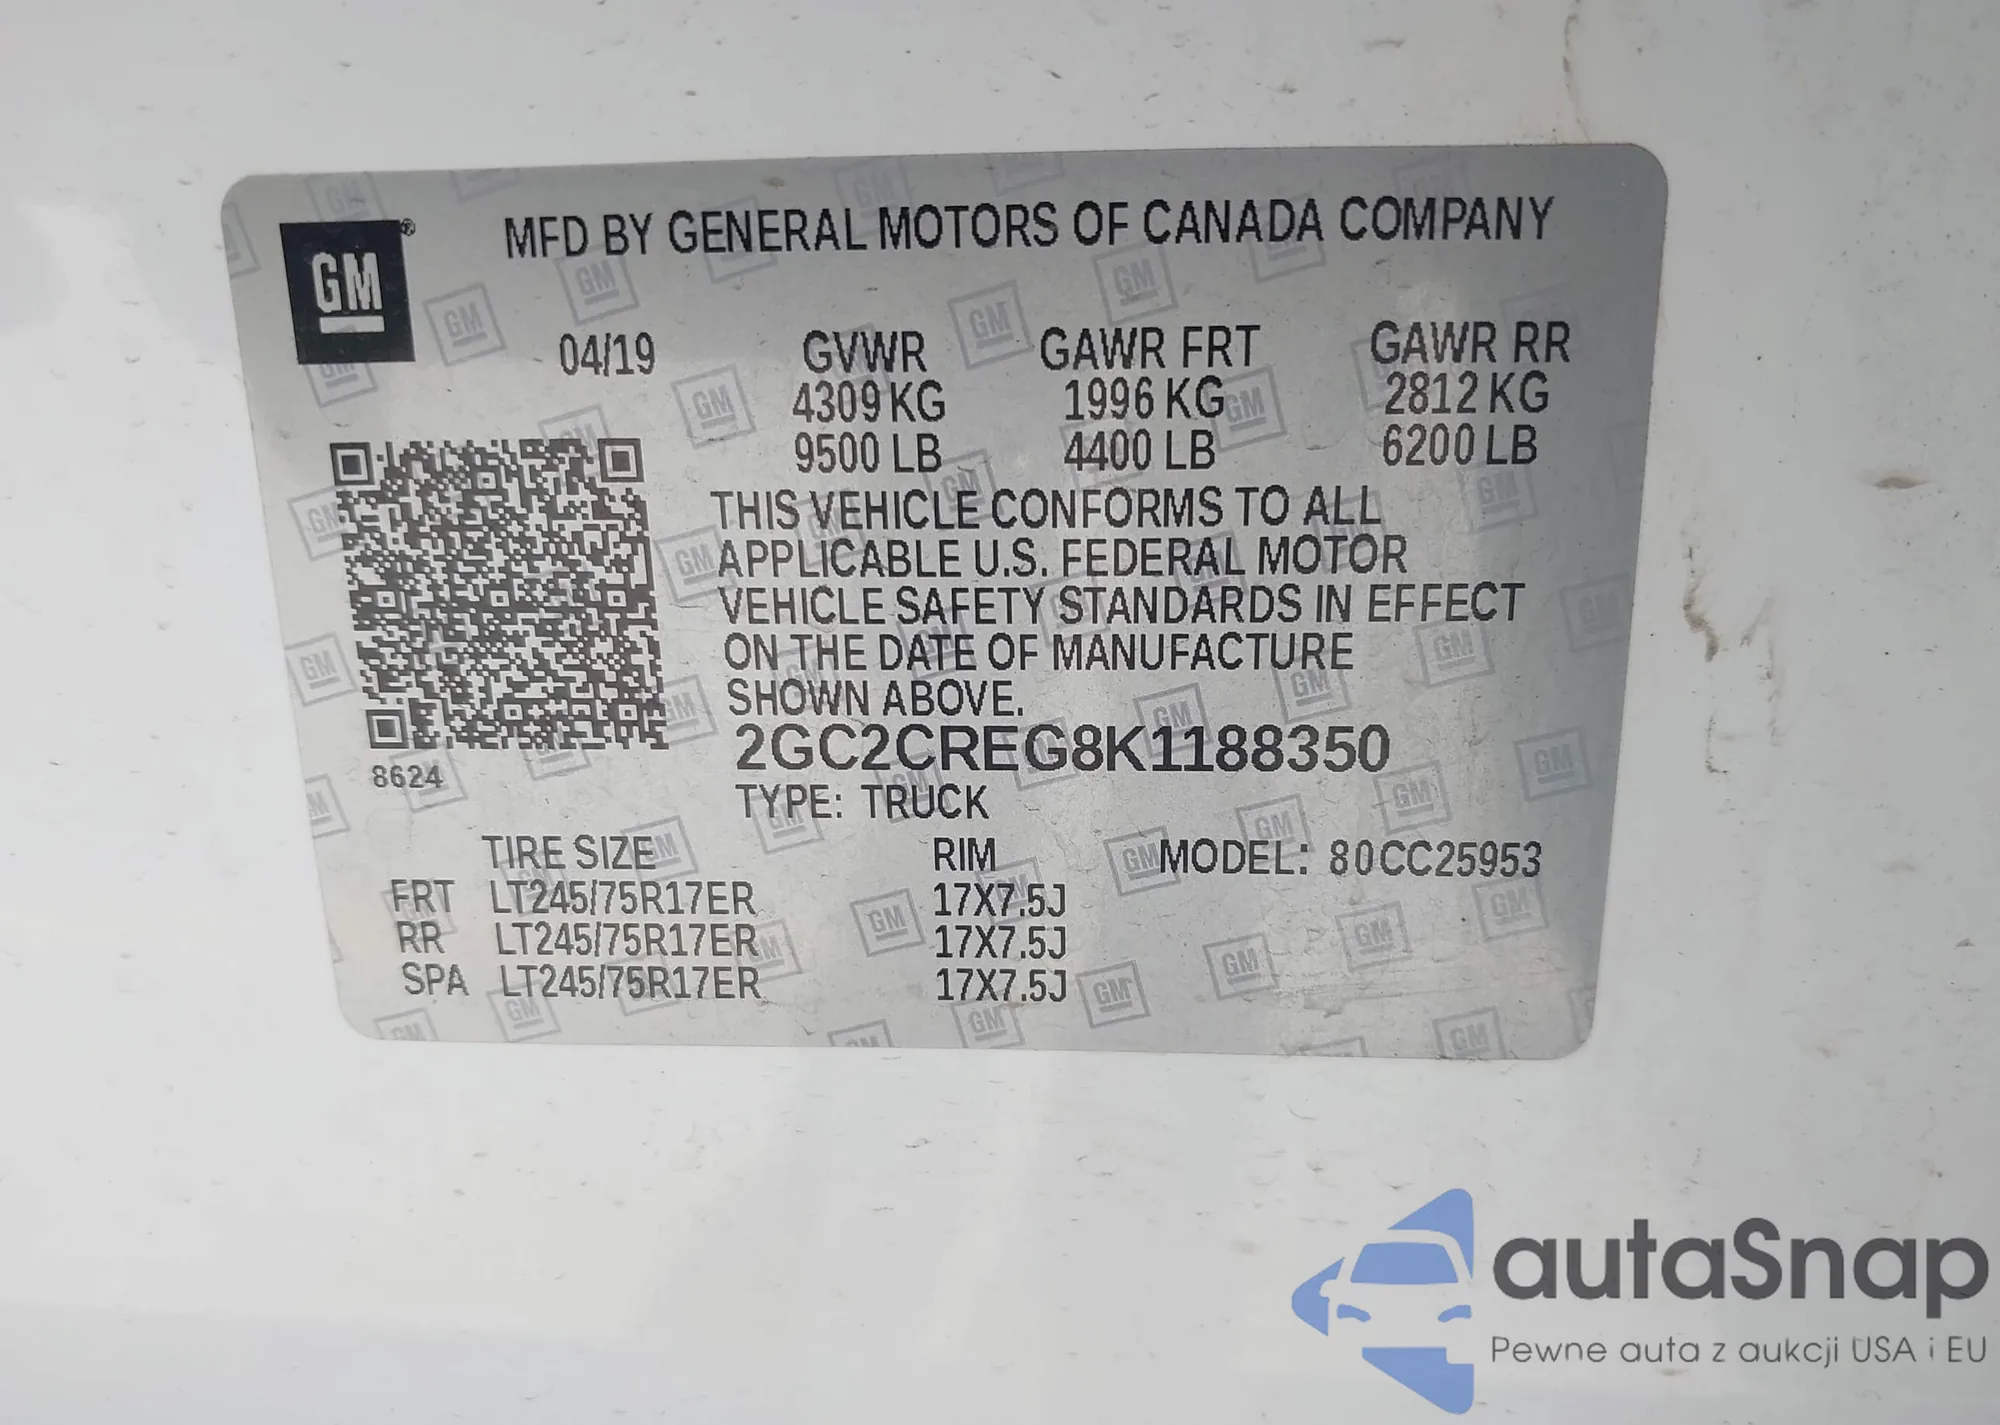 GM®
MFD BY GENERAL MOTORS OF CANADA COMPANY
04/19 GVWR GAWR FRT GAWR RR
4309 KG 1996 KG 2812 KG
9500 LB 4400 LB 6200 LB
THIS VEHICLE CONFORMS TO ALL
APPLICABLE U.S. FEDERAL MOTOR
VEHICLE SAFETY STANDARDS IN EFFECT
ON THE DATE OF MANUFACTURE
SHOWN ABOVE.
2GC2CREG8K1188350
8624
TYPE: TRUCK
TIRE SIZE RIM MODEL: 80CC25953
FRT LT245/75R17ER 17X7.5J
RR LT245/75R17ER 17X7.5J
SPA LT245/75R17ER 17X7.5J
autaSnap
Pewne auta z aukcji USA i EU